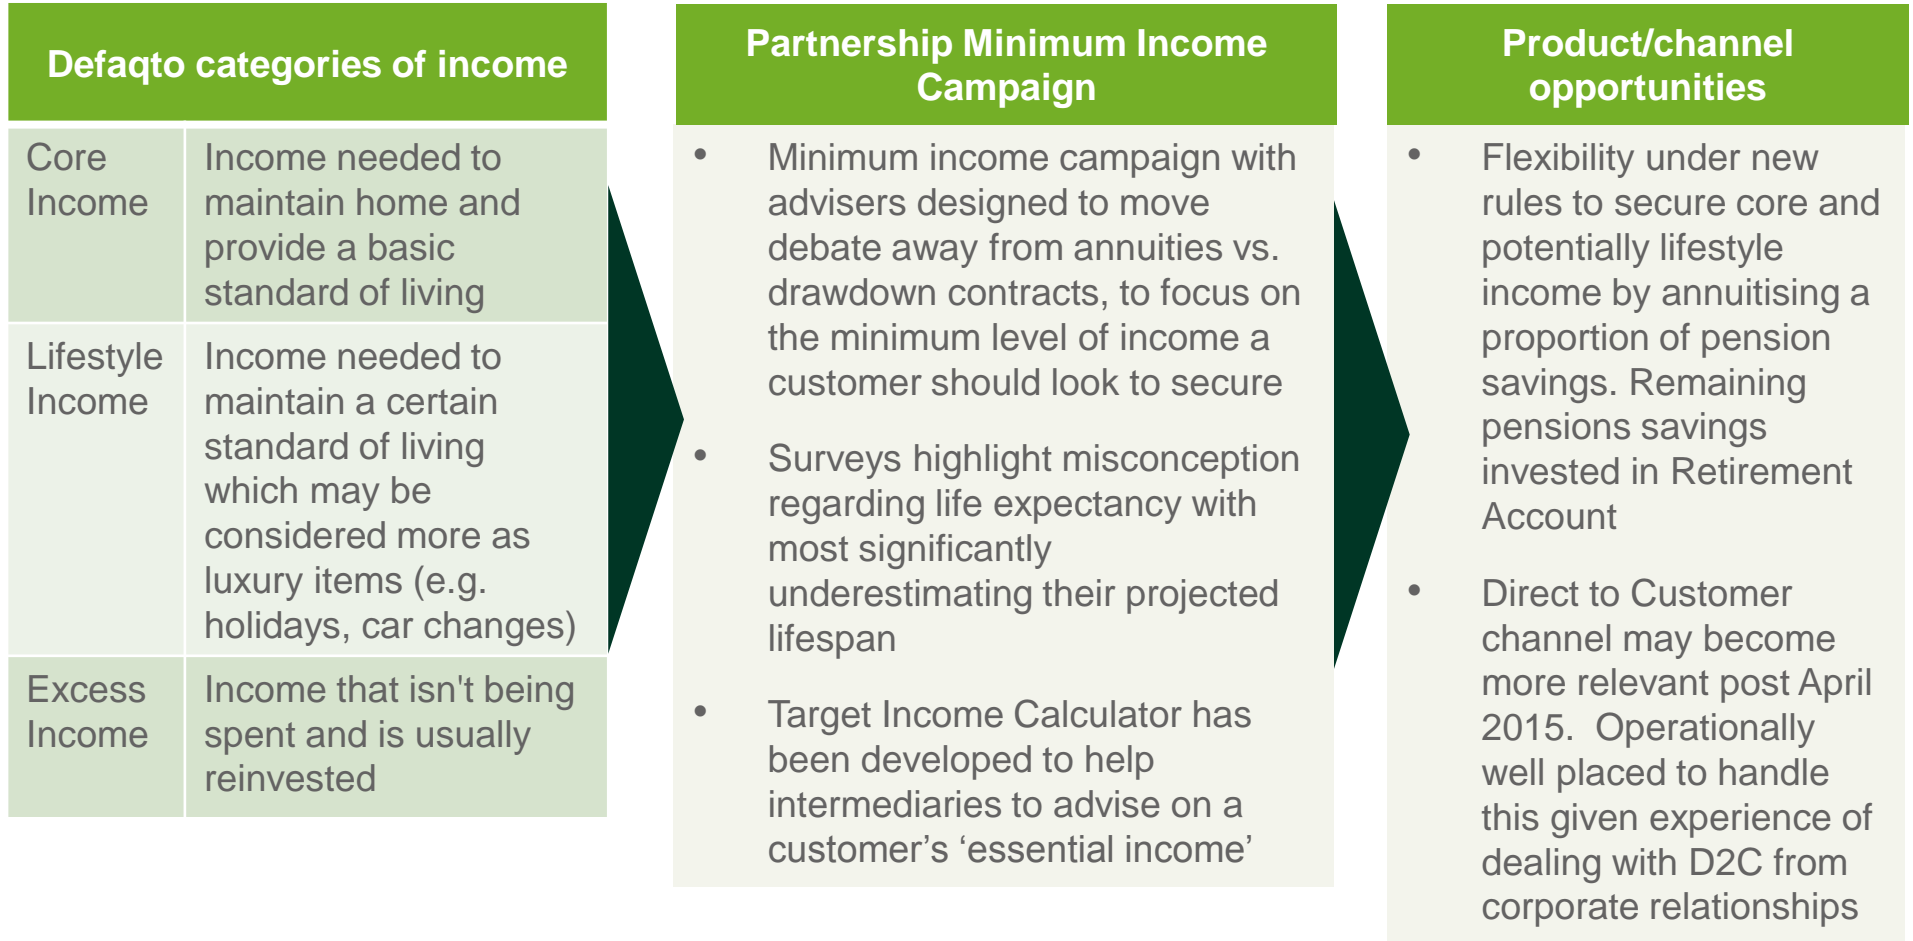 Defaqto categories of income
Core
Income
Income needed to
maintain home and
provide a basic
standard of living
Lifestyle
Income
Income needed to
maintain a certain
standard of living
which may be
considered more as
luxury items (e.g.
holidays, car changes)
Excess
Income
Income that isn't being
spent and is usually
reinvested
Partnership Minimum Income
Campaign
• Minimum income campaign with
advisers designed to move
debate away from annuities vs.
drawdown contracts, to focus on
the minimum level of income a
customer should look to secure
• Surveys highlight misconception
regarding life expectancy with
most significantly
underestimating their projected
lifespan
• Target Income Calculator has
been developed to help
intermediaries to advise on a
customer’s ‘essential income’
Product/channel
opportunities
• Flexibility under new
rules to secure core and
potentially lifestyle
income by annuitising a
proportion of pension
savings. Remaining
pensions savings
invested in Retirement
Account
• Direct to Customer
channel may become
more relevant post April
2015.  Operationally
well placed to handle
this given experience of
dealing with D2C from
corporate relationships